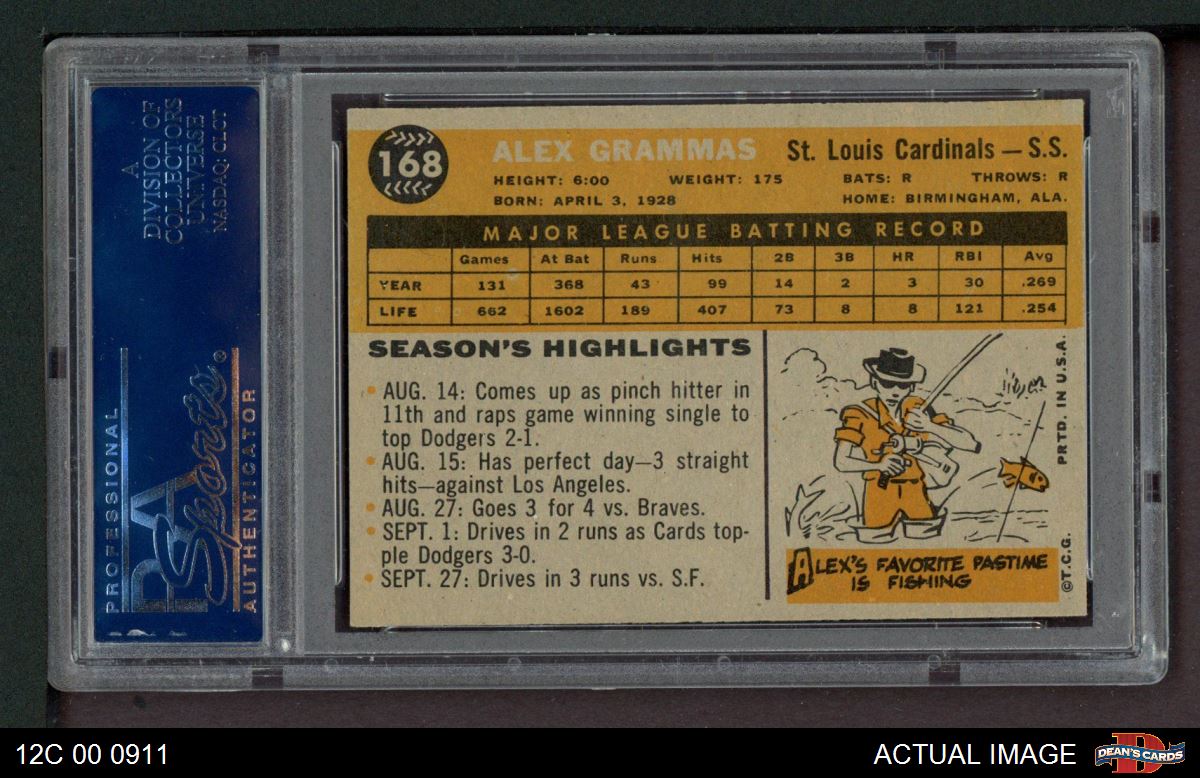 A
DIVISION OF
COLLECTORS
UNIVERSE
NASDAQ: CLCT
PROFESSIONAL
PSA
Sports®
AUTHENTICATOR
168
ALEX GRAMMAS
St. Louis Cardinals — S.S.
HEIGHT: 6:00 WEIGHT: 175 BATS: R THROWS: R
BORN: APRIL 3, 1928 HOME: BIRMINGHAM, ALA.
MAJOR LEAGUE BATTING RECORD
Games At Bat Runs Hits 2B 3B HR RBI Avg
YEAR 131 368 43 99 14 2 3 30 .269
LIFE 662 1602 189 407 73 8 8 121 .254
SEASON'S HIGHLIGHTS
• AUG. 14: Comes up as pinch hitter in
11th and raps game winning single to
top Dodgers 2-1.
• AUG. 15: Has perfect day—3 straight
hits—against Los Angeles.
• AUG. 27: Goes 3 for 4 vs. Braves.
• SEPT. 1: Drives in 2 runs as Cards top-
ple Dodgers 3-0.
• SEPT. 27: Drives in 3 runs vs. S.F.
ALEX'S FAVORITE PASTIME
IS FISHING
©T.C.G. PRTD. IN U.S.A.
12C 00 0911
ACTUAL IMAGE
DEAN'S CARDS